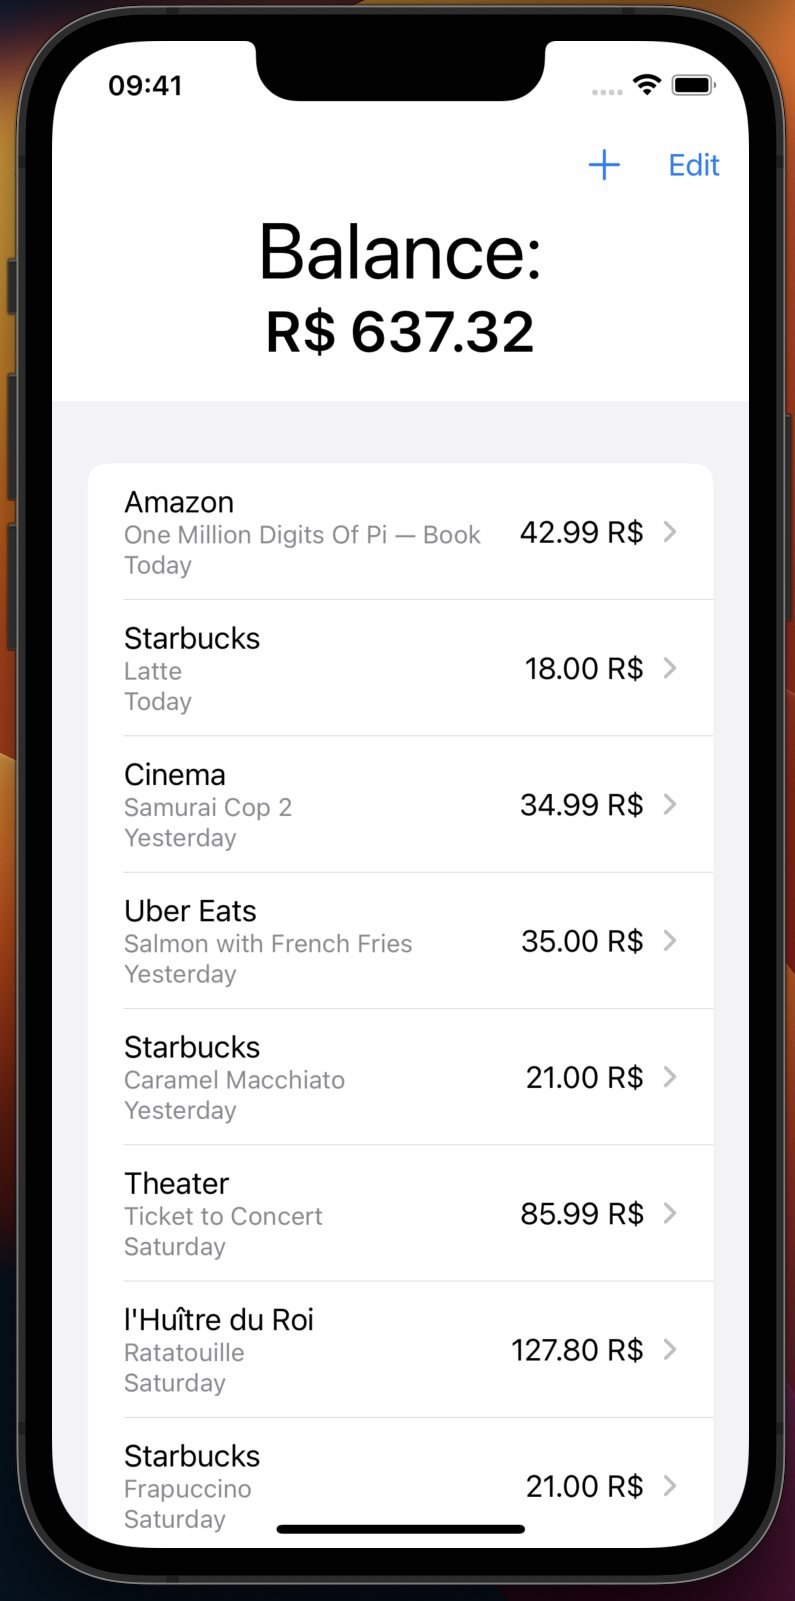 09:41
Edit
Balance:
R$ 637.32
Amazon
One Million Digits Of Pi — Book
Today
42.99 R$
Starbucks
Latte
Today
18.00 R$
Cinema
Samurai Cop 2
Yesterday
34.99 R$
Uber Eats
Salmon with French Fries
Yesterday
35.00 R$
Starbucks
Caramel Macchiato
Yesterday
21.00 R$
Theater
Ticket to Concert
Saturday
85.99 R$
l'Huître du Roi
Ratatouille
Saturday
127.80 R$
Starbucks
Frapuccino
Saturday
21.00 R$